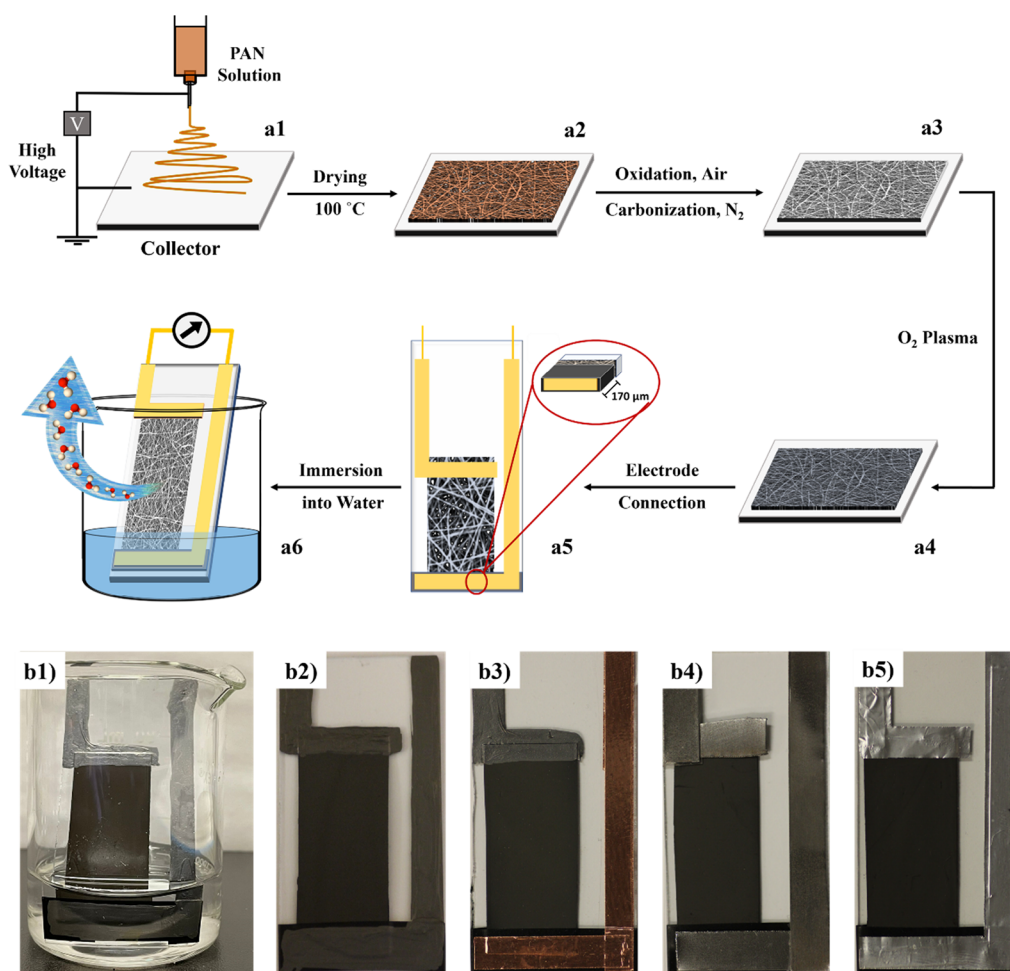 PAN
Solution
V
High
Voltage
a1
Collector
Drying
100 °C
a2
Oxidation, Air
Carbonization, N₂
a3
O₂ Plasma
a4
Electrode
Connection
170 μm
a5
Immersion
into Water
a6
b1)
b2)
b3)
b4)
b5)